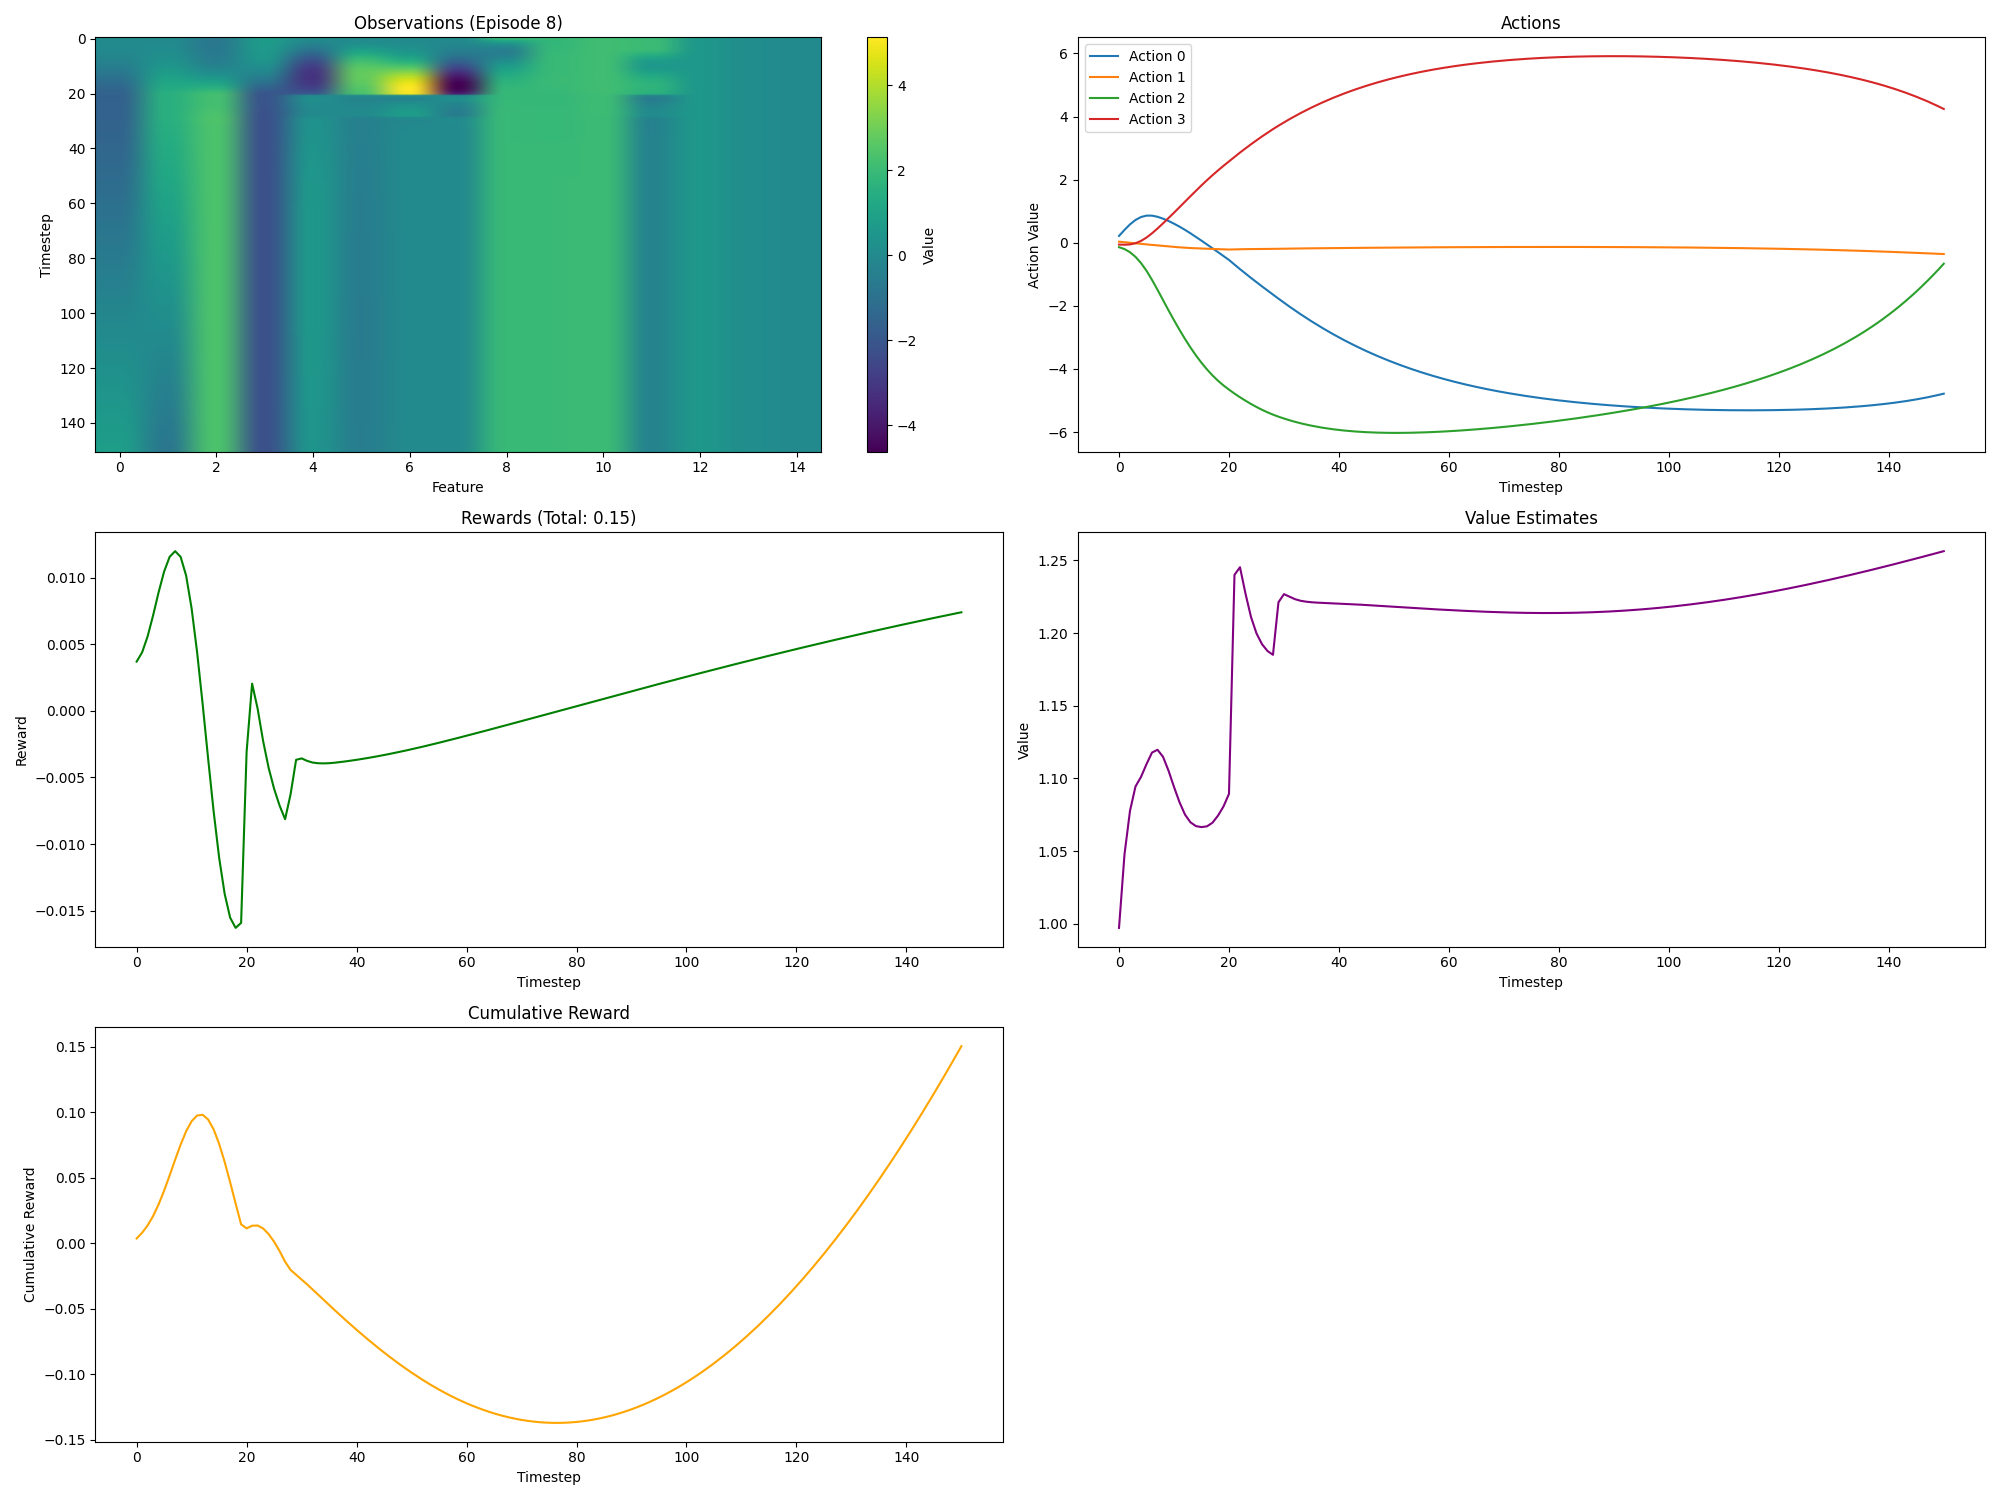 Observations (Episode 8)
0
20
40
60
80
100
120
140
Timestep
0 2 4 6 8 10 12 14
Feature
4
2
0
−2
−4
Value
Actions
Action 0
Action 1
Action 2
Action 3
6
4
2
0
−2
−4
−6
Action Value
0 20 40 60 80 100 120 140
Timestep
Rewards (Total: 0.15)
0.010
0.005
0.000
−0.005
−0.010
−0.015
Reward
0 20 40 60 80 100 120 140
Timestep
Value Estimates
1.25
1.20
1.15
1.10
1.05
1.00
Value
0 20 40 60 80 100 120 140
Timestep
Cumulative Reward
0.15
0.10
0.05
0.00
−0.05
−0.10
−0.15
Cumulative Reward
0 20 40 60 80 100 120 140
Timestep